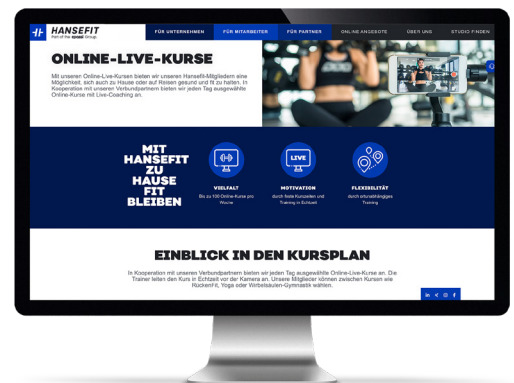 HANSEFIT
Part of the epassi Group.
FÜR UNTERNEHMEN FÜR MITARBEITER FÜR PARTNER ONLINE ANGEBOTE ÜBER UNS STUDIO FINDEN
ONLINE-LIVE-KURSE
Mit unseren Online-Live-Kursen bieten wir unseren Hansefit-Mitgliedern eine
Möglichkeit, sich auch zu Hause oder auf Reisen gesund und fit zu halten. In
Kooperation mit unseren Verbundpartnern bieten wir jeden Tag ausgewählte
Online-Kurse mit Live-Coaching an.
MIT
HANSEFIT
ZU
HAUSE
FIT
BLEIBEN
LIVE
VIELFALT
Bis zu 100 Online-Kurse pro
Woche
MOTIVATION
durch feste Kurszeiten und
Training in Echtzeit
FLEXIBILITÄT
durch ortsunabhängiges
Training
EINBLICK IN DEN KURSPLAN
In Kooperation mit unseren Verbundpartnern bieten wir jeden Tag ausgewählte Online-Live-Kurse an. Die
Trainer leiten den Kurs in Echtzeit vor der Kamera an. Unsere Mitglieder können zwischen Kursen wie
RückenFit, Yoga oder Wirbelsäulen-Gymnastik wählen.